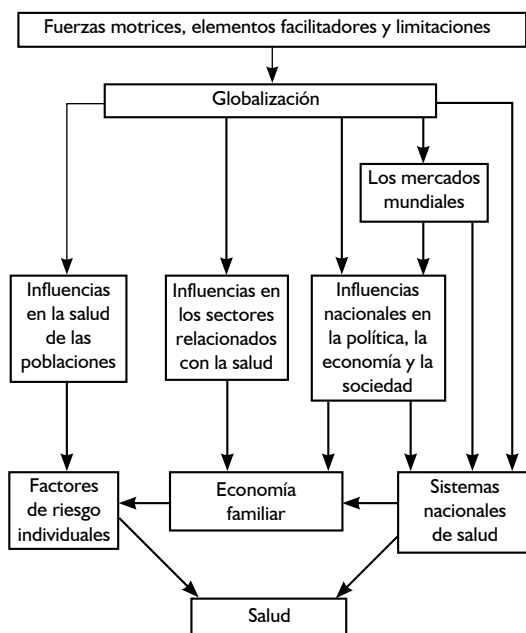 Fuerzas motrices, elementos facilitadores y limitaciones
Globalización
Los mercados
mundiales
Influencias
en la salud
de las
poblaciones
Influencias en
los sectores
relacionados
con la salud
Influencias
nacionales en
la política, la
economía y la
sociedad
Factores
de riesgo
individuales
Economía
familiar
Sistemas
nacionales
de salud
Salud